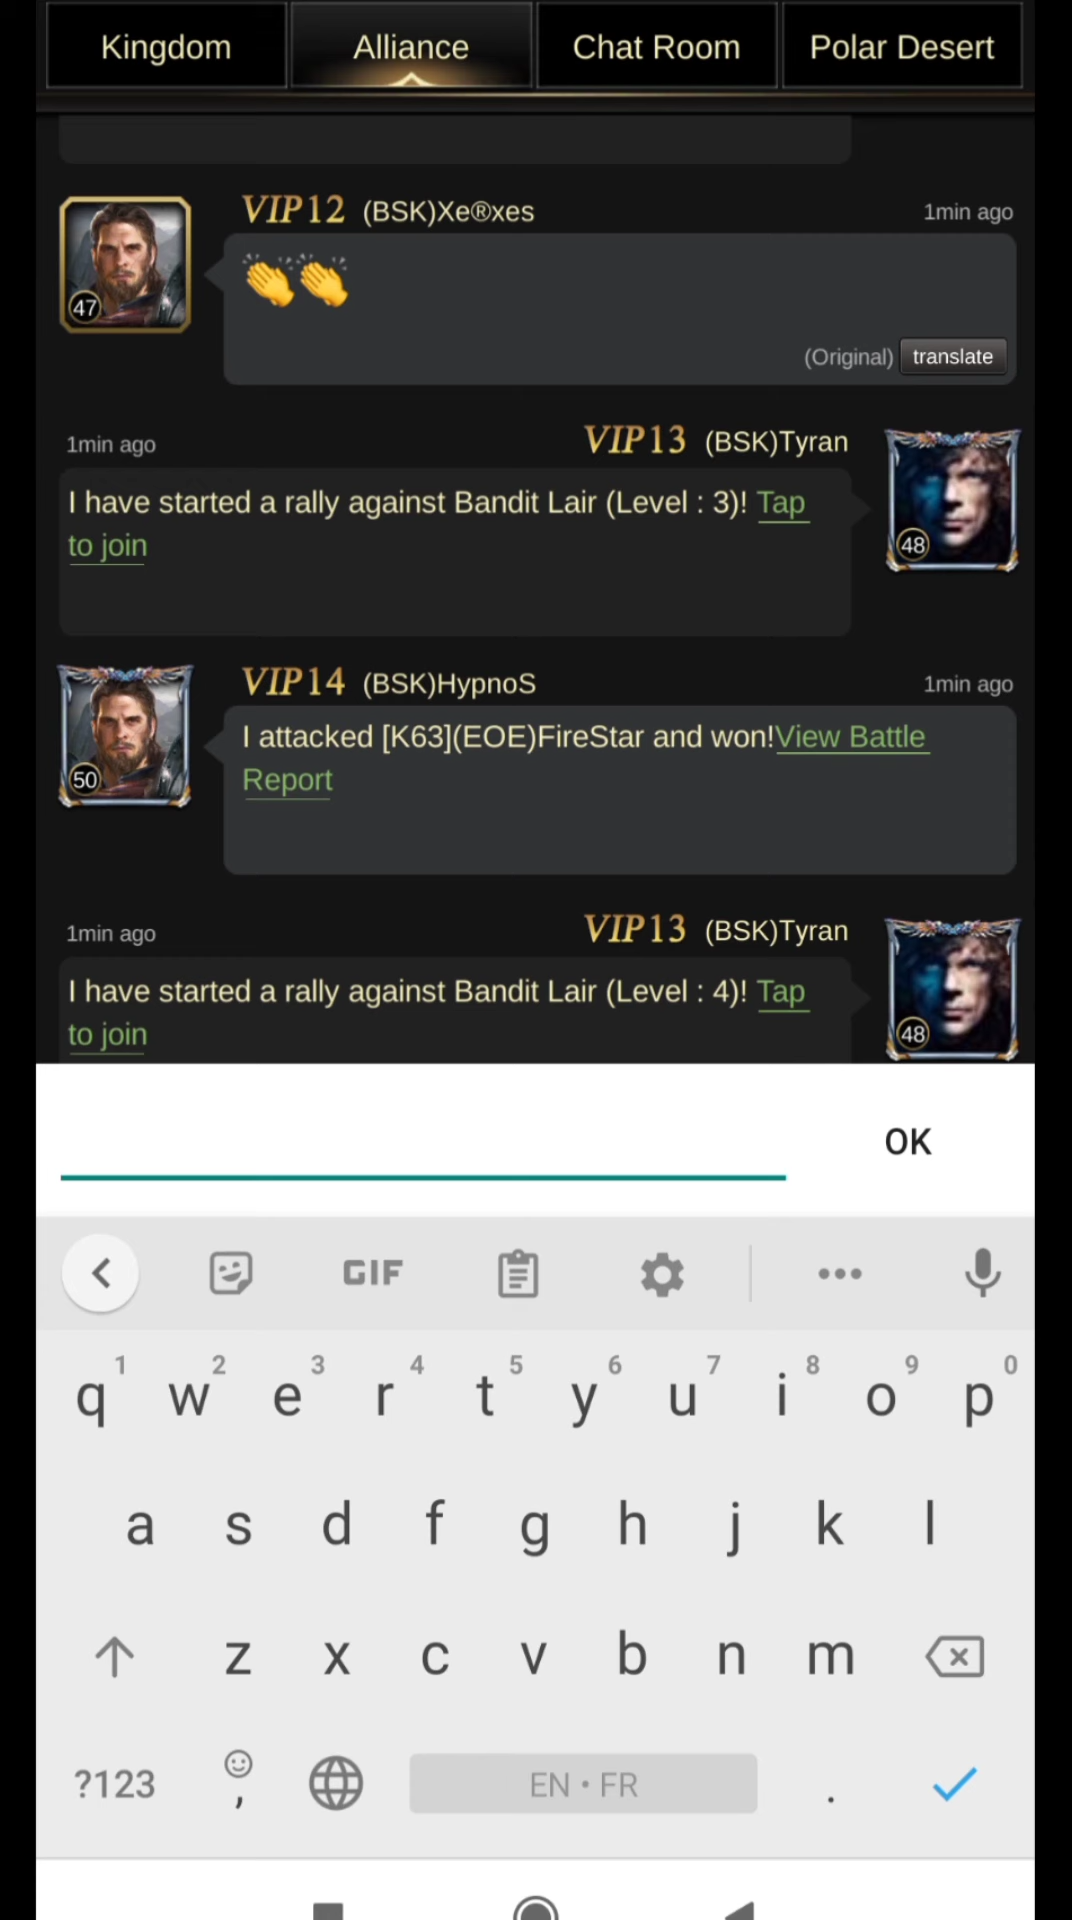 Kingdom Alliance Chat Room Polar Desert
VIP12 (BSK)Xe®xes 1min ago
👏👏
(Original) translate
47
1min ago VIP13 (BSK)Tyran
I have started a rally against Bandit Lair (Level : 3)! Tap
to join
48
VIP14 (BSK)HypnoS 1min ago
I attacked [K63](EOE)FireStar and won!View Battle
Report
50
1min ago VIP13 (BSK)Tyran
I have started a rally against Bandit Lair (Level : 4)! Tap
to join
48
OK
GIF
1 2 3 4 5 6 7 8 9 0
q w e r t y u i o p
a s d f g h j k l
z x c v b n m
?123 , EN • FR .